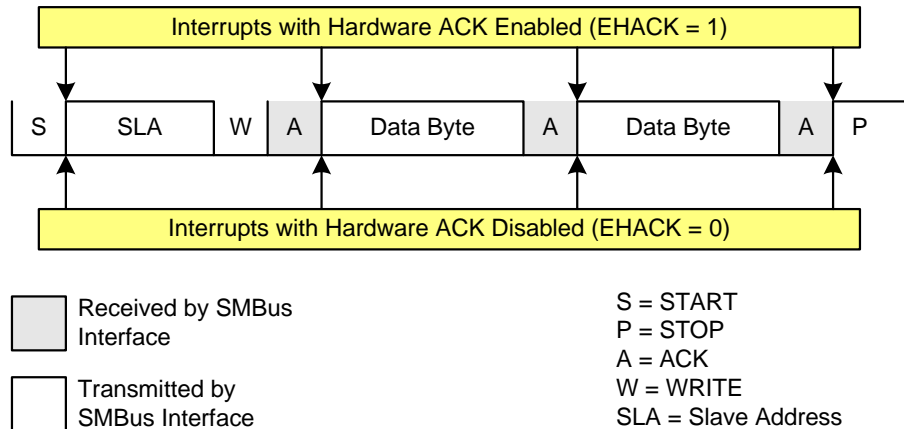 Interrupts with Hardware ACK Enabled (EHACK = 1)
S SLA W A Data Byte A Data Byte A P
Interrupts with Hardware ACK Disabled (EHACK = 0)
Received by SMBus
Interface
Transmitted by
SMBus Interface
S = START
P = STOP
A = ACK
W = WRITE
SLA = Slave Address